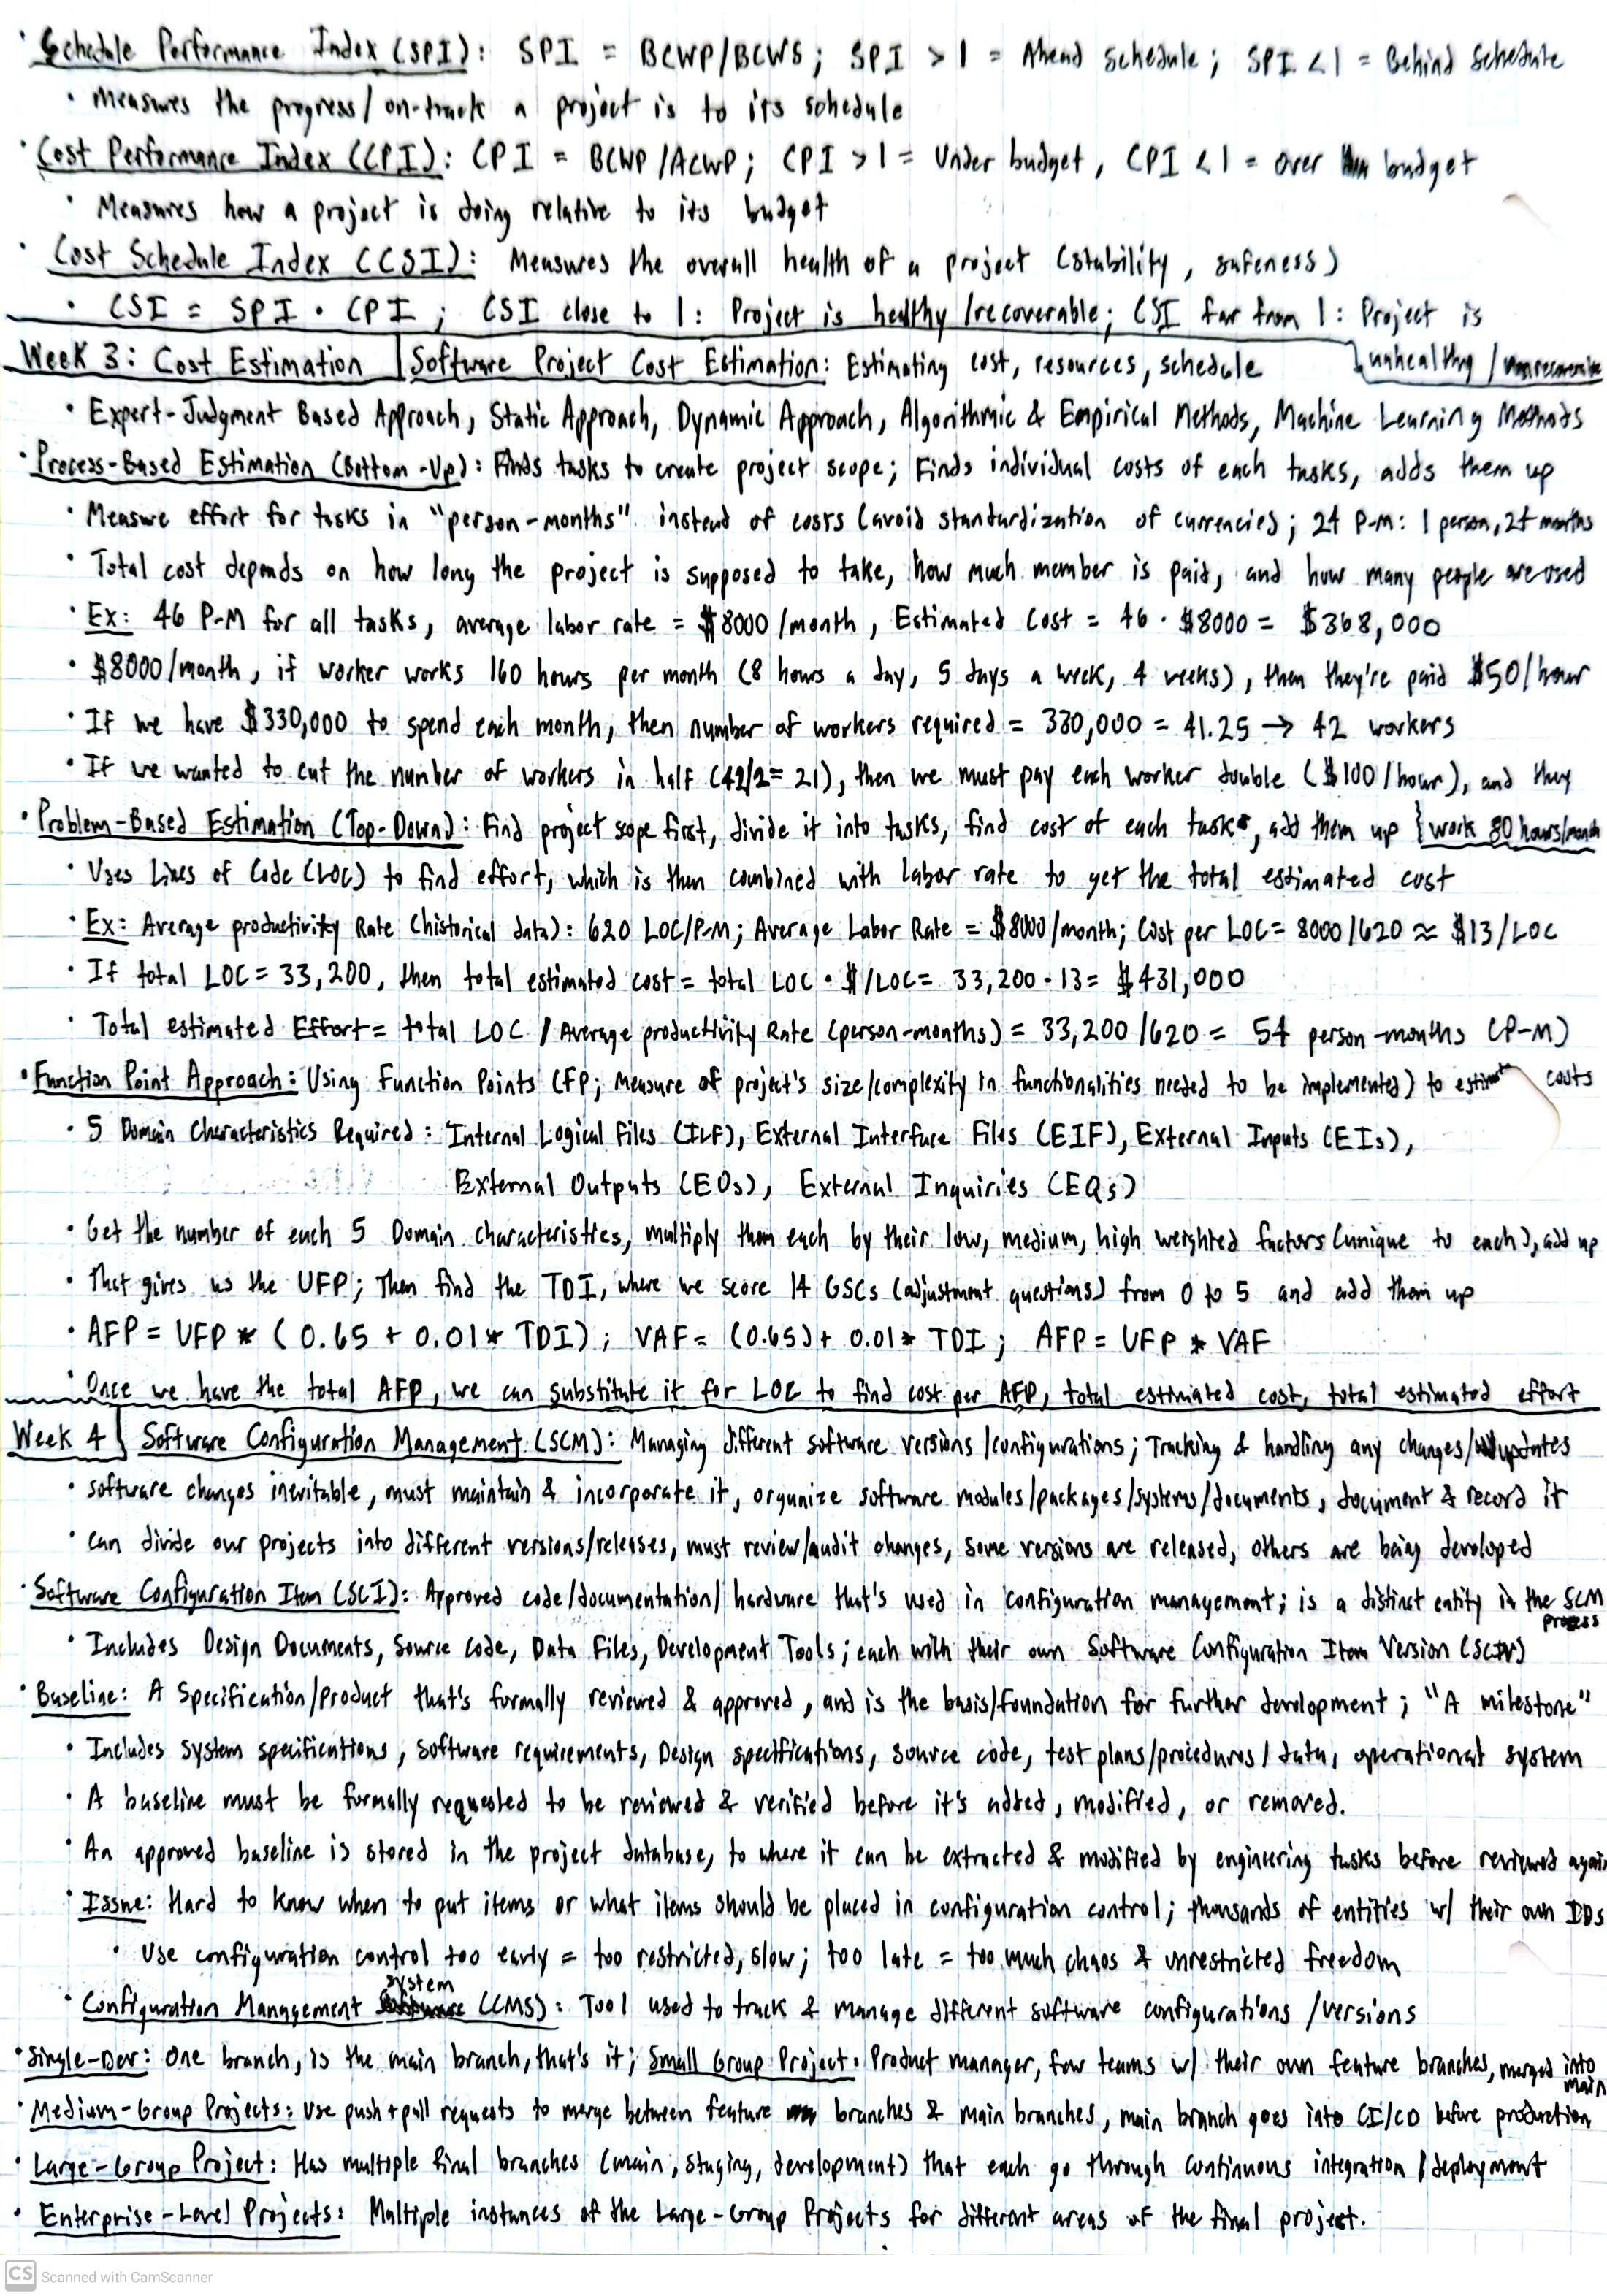 · Schedule Performance Index (SPI): SPI = BCWP/BCWS; SPI > 1 = Ahead Schedule; SPI < 1 = Behind Schedule
· Measures the progress/on-track a project is to its schedule
· Cost Performance Index (CPI): CPI = BCWP/ACWP; CPI > 1 = Under budget, CPI < 1 = over budget
· Measures how a project is doing relative to its budget
· Cost Schedule Index (CSI): Measures the overall health of a project (stability, safeness)
· CSI = SPI · CPI; CSI close to 1: Project is healthy/recoverable; CSI far from 1: Project is
unhealthy/
Week 3: Cost Estimation | Software Project Cost Estimation: Estimating cost, resources, schedule
· Expert-Judgment Based Approach, Static Approach, Dynamic Approach, Algorithmic & Empirical Methods, Machine Learning Methods
· Process-Based Estimation (Bottom-Up): Finds tasks to create project scope; Finds individual costs of each tasks, adds them up
· Measure effort for tasks in "person-months" instead of costs (avoid standardization of currencies); 24 P-M: 1 person, 24 months
· Total cost depends on how long the project is supposed to take, how much member is paid, and how many people are used
· Ex: 46 P-M for all tasks, average labor rate = $8000/month, Estimated Cost = 46 · $8000 = $368,000
· $8000/month, if worker works 160 hours per month (8 hours a day, 5 days a week, 4 weeks), then they're paid $50/hour
· If we have $330,000 to spend each month, then number of workers required = 330,000 = 41.25 → 42 workers
· If we wanted to cut the number of workers in half (42/2 = 21), then we must pay each worker double ($100/hour), and they
work 80 hours/month
· Problem-Based Estimation (Top-Down): Find project scope first, divide it into tasks, find cost of each task, add them up
· Uses Lines of Code (LOC) to find effort, which is then combined with labor rate to get the total estimated cost
· Ex: Average productivity Rate (historical data): 620 LOC/P-M; Average Labor Rate = $8000/month; Cost per LOC = 8000/620 ≈ $13/LOC
· If total LOC = 33,200, then total estimated cost = total LOC · $/LOC = 33,200 · 13 = $431,000
· Total estimated Effort = total LOC / Average productivity Rate (person-months) = 33,200/620 = 54 person-months (P-M)
· Function Point Approach: Using Function Points (FP; measure of project's size/complexity in functionalities needed to be implemented) to estimate costs
· 5 Domain Characteristics Required: Internal Logical Files (ILF), External Interface Files (EIF), External Inputs (EIs),
External Outputs (EOs), External Inquiries (EQs)
· Get the number of each 5 Domain characteristics, multiply them each by their low, medium, high weighted factors (unique to each), add up
· That gives us the UFP; Then find the TDI, where we score 14 GSCs (adjustment questions) from 0 to 5 and add them up
· AFP = UFP * (0.65 + 0.01 * TDI); VAF = (0.65) + 0.01 * TDI; AFP = UFP * VAF
· Once we have the total AFP, we can substitute it for LOC to find cost per AFP, total estimated cost, total estimated effort
Week 4 | Software Configuration Management (SCM): Managing different software versions/configurations; Tracking & handling any changes/updates
· software changes inevitable, must maintain & incorporate it, organize software modules/packages/systems/documents, document & record it
· can divide our projects into different versions/releases, must review/audit changes, some versions are released, others are being developed
· Software Configuration Item (SCI): Approved code/documentation/hardware that's used in configuration management; is a distinct entity in the SCM
process
· Includes Design Documents, Source Code, Data Files, Development Tools; each with their own Software Configuration Item Version (SCIV)
· Baseline: A Specification/product that's formally reviewed & approved, and is the basis/foundation for further development; "A milestone"
· Includes system specifications, software requirements, Design specifications, source code, test plans/procedures/data, operational system
· A baseline must be formally requested to be reviewed & verified before it's added, modified, or removed.
· An approved baseline is stored in the project database, to where it can be extracted & modified by engineering tasks before reviewed again
· Issue: Hard to know when to put items or what items should be placed in configuration control; thousands of entities w/ their own IDs
· Use configuration control too early = too restricted, slow; too late = too much chaos & unrestricted freedom
system
· Configuration Management (CMS): Tool used to track & manage different software configurations/versions
· Single-Dev: One branch, is the main branch, that's it; Small Group Project: Product manager, few teams w/ their own feature branches, merged into
main
· Medium-Group Projects: Use push + pull requests to merge between feature branches & main branches, main branch goes into CI/CD before production
· Large-Group Project: Has multiple final branches (main, staging, development) that each go through continuous integration/deployment
· Enterprise-Level Projects: Multiple instances of the Large-Group Projects for different areas of the final project.
CS Scanned with CamScanner